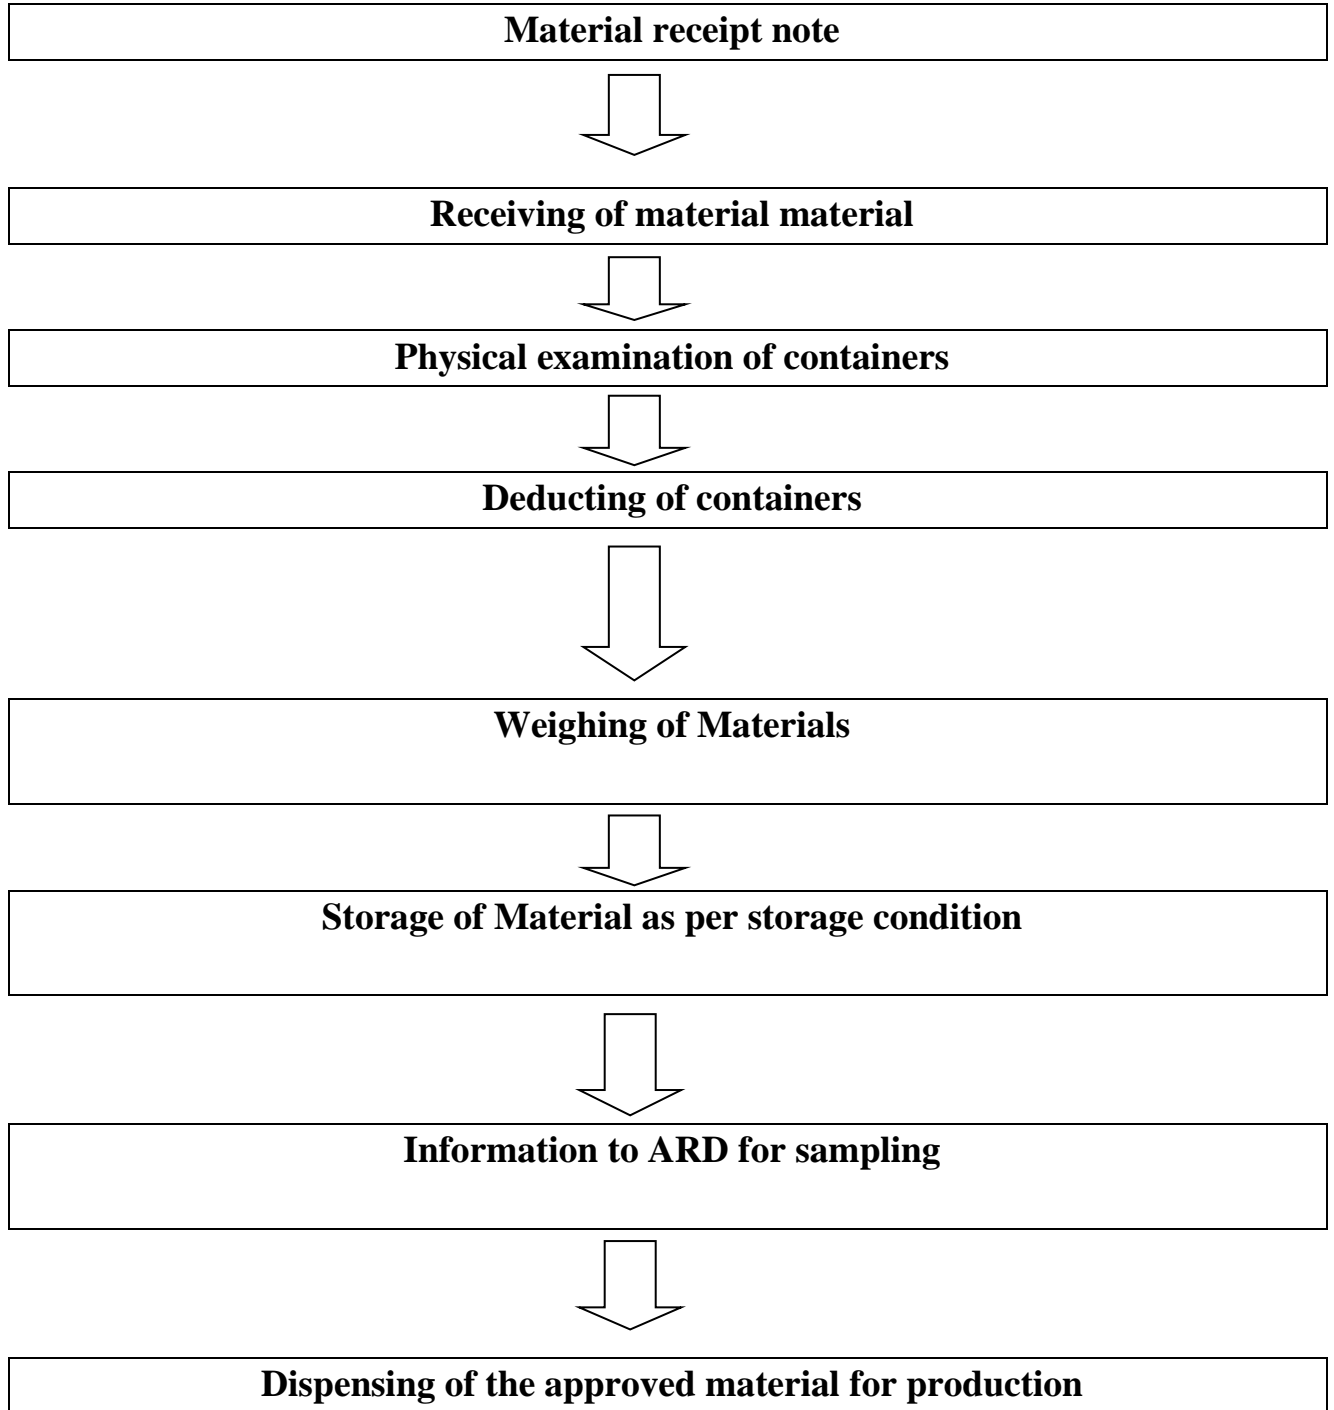 Material receipt note
Receiving of material material
Physical examination of containers
Deducting of containers
Weighing of Materials
Storage of Material as per storage condition
Information to ARD for sampling
Dispensing of the approved material for production